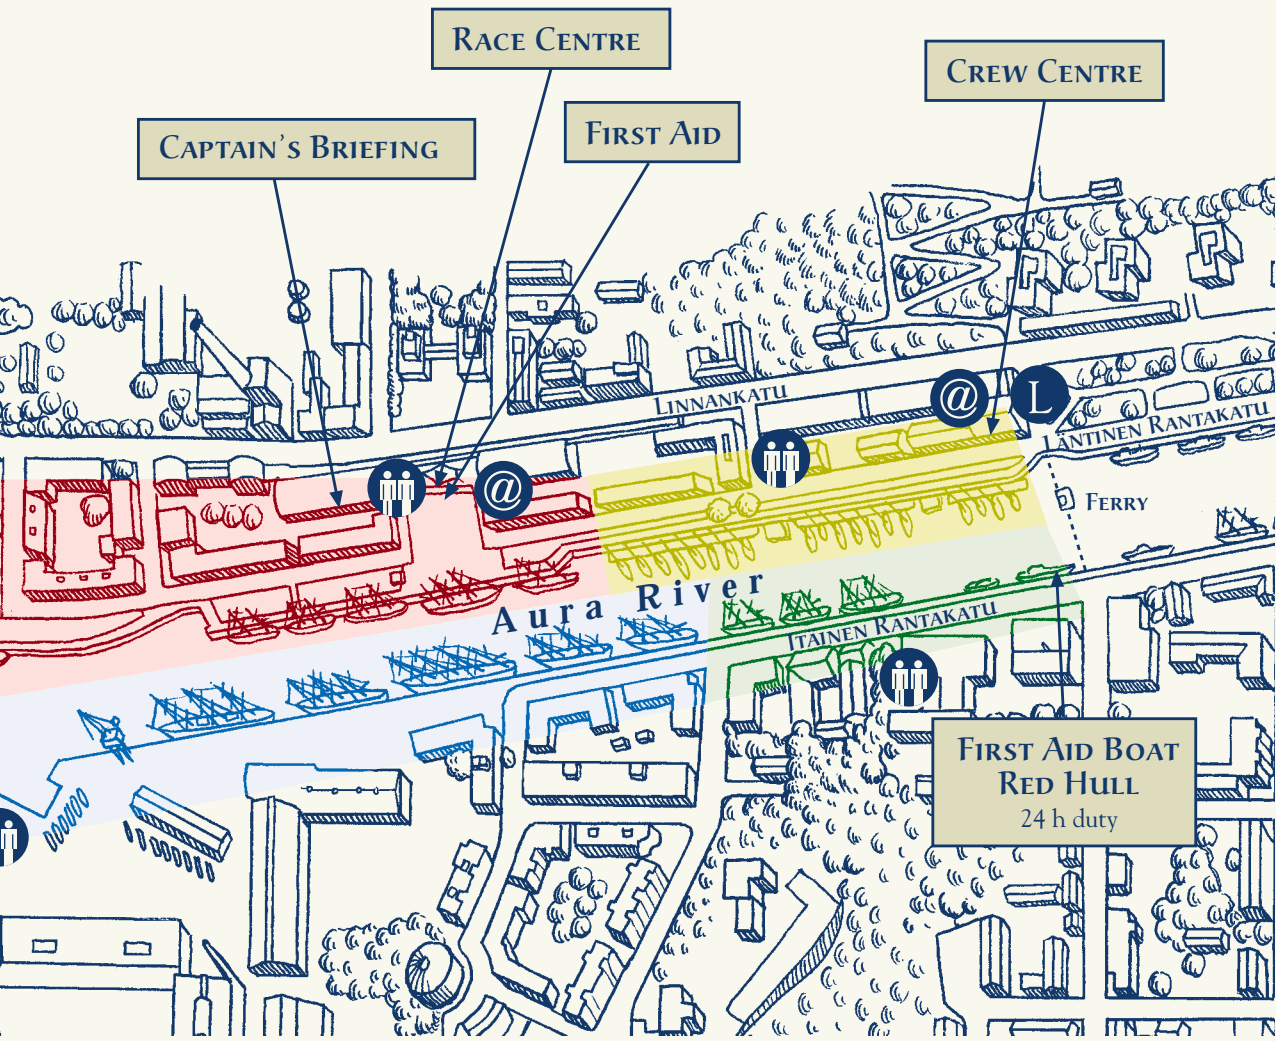 RACE CENTRE
CREW CENTRE
FIRST AID
CAPTAIN'S BRIEFING
LINNANKATU
@
L
LÄNTINEN RANTAKATU
@
FERRY
Aura River
ITÄINEN RANTAKATU
FIRST AID BOAT
RED HULL
24 h duty